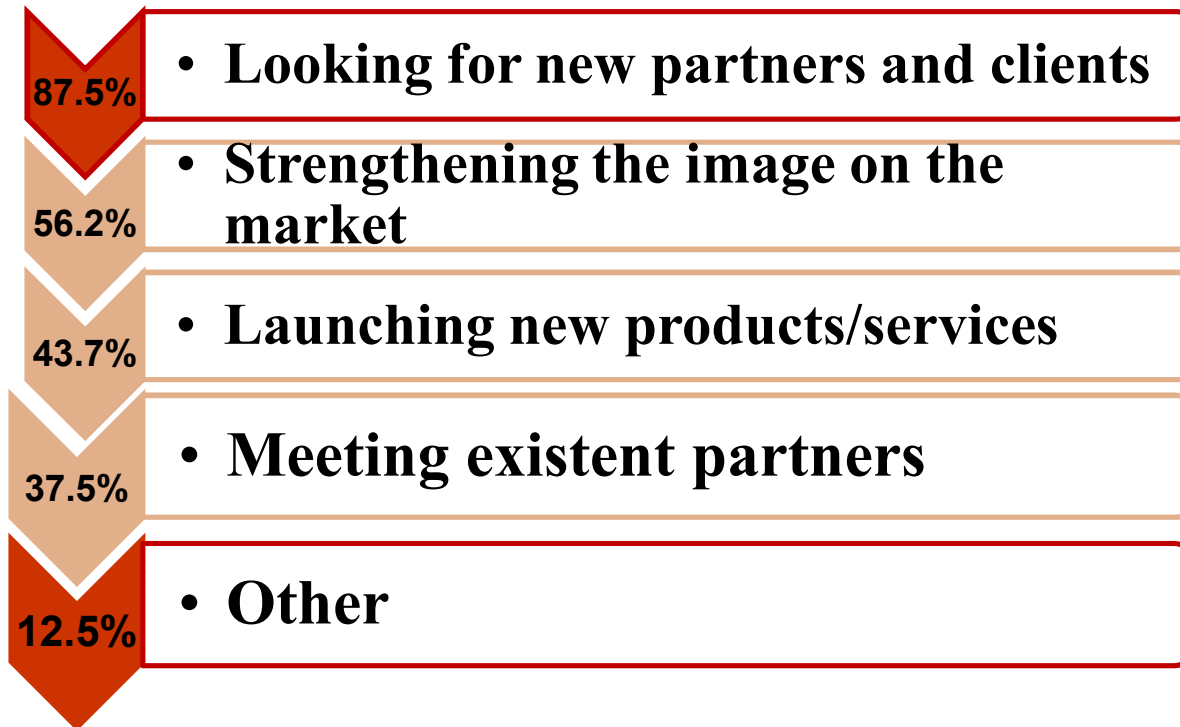 87.5%
• Looking for new partners and clients
56.2%
• Strengthening the image on the
market
43.7%
• Launching new products/services
37.5%
• Meeting existent partners
12.5%
• Other